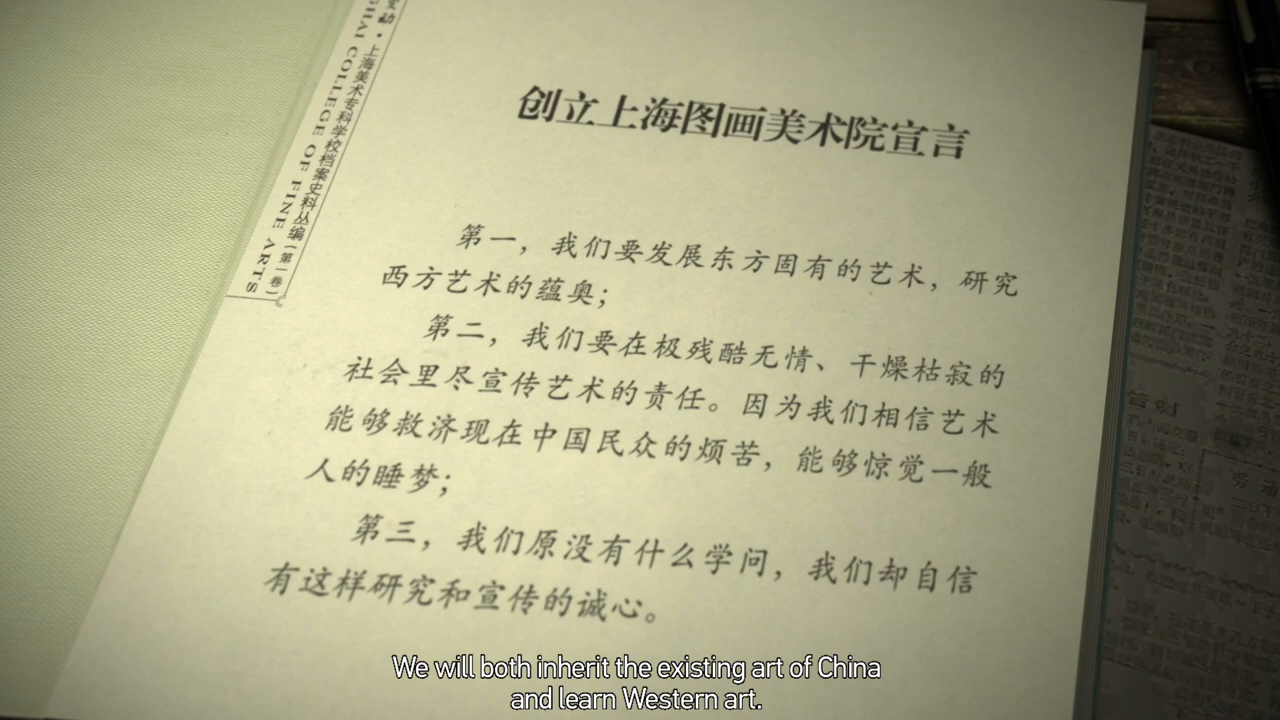 动·上海美术专科学校档案史料丛编(第一卷)
HAI COLLEGE OF FINE ARTS
创立上海图画美术院宣言
第一，我们要发展东方固有的艺术，研究
西方艺术的蕴奥；
第二，我们要在极残酷无情、干燥枯寂的
社会里尽宣传艺术的责任。因为我们相信艺术
能够救济现在中国民众的烦苦，能够惊觉一般
人的睡梦；
第三，我们原没有什么学问，我们却自信
有这样研究和宣传的诚心。
We will both inherit the existing art of China
and learn Western art.